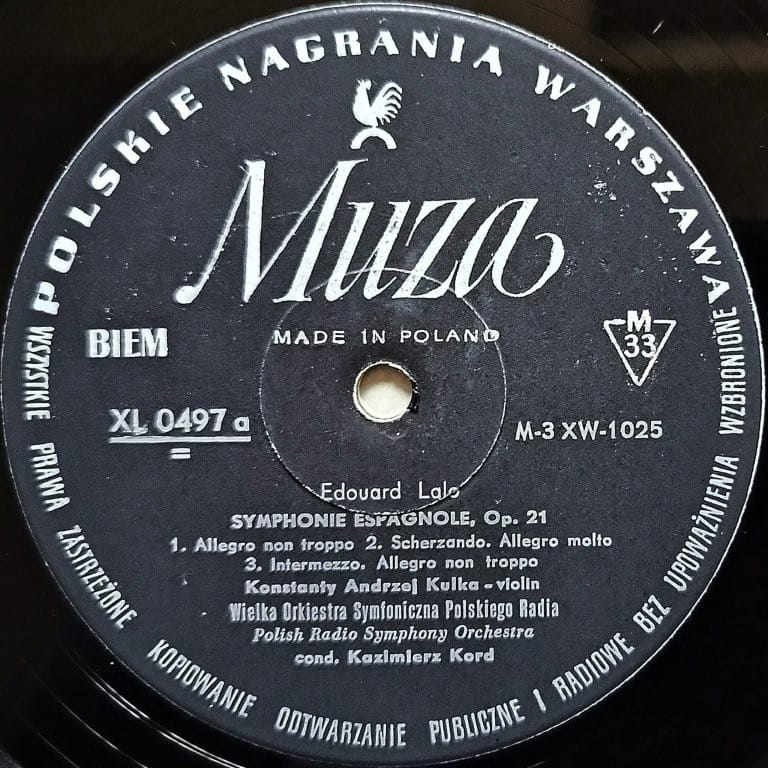 POLSKIE NAGRANIA WARSZAWA
Muza
BIEM
MADE IN POLAND
M
33
XL 0497 a
M-3 XW-1025
Edouard Lalo
SYMPHONIE ESPAGNOLE, Op. 21
1. Allegro non troppo 2. Scherzando. Allegro molto
3. Intermezzo. Allegro non troppo
Konstanty Andrzej Kulka – violin
Wielka Orkiestra Symfoniczna Polskiego Radia
Polish Radio Symphony Orchestra
cond. Kazimierz Kord
WSZYSTKIE PRAWA ZASTRZEŻONE KOPIOWANIE ODTWARZANIE PUBLICZNE I RADIOWE BEZ UPOWAŻNIENIA WZBRONIONE